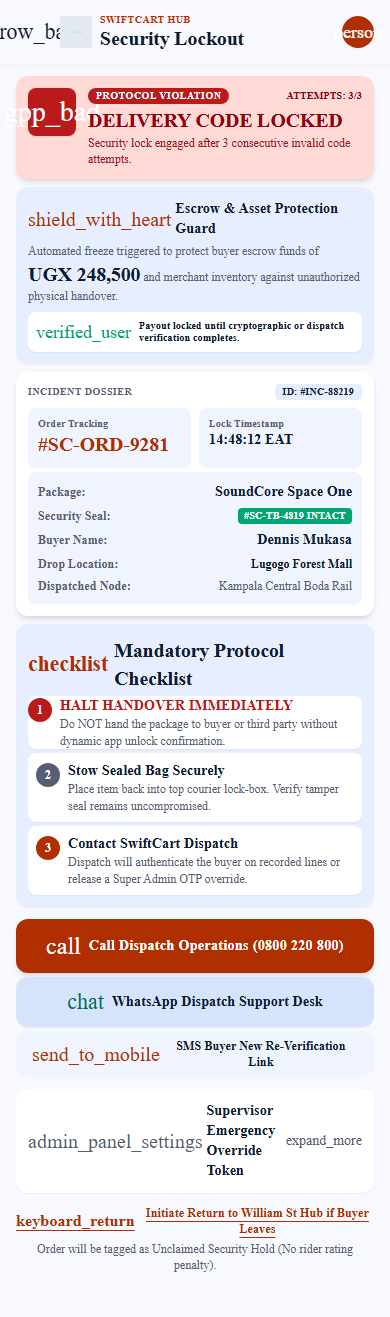 row_ba
SWIFTCART HUB
Security Lockout
person
gpp_bad
PROTOCOL VIOLATION
ATTEMPTS: 3/3
DELIVERY CODE LOCKED
Security lock engaged after 3 consecutive invalid code
attempts.
shield_with_heart
Escrow & Asset Protection
Guard
Automated freeze triggered to protect buyer escrow funds of
UGX 248,500 and merchant inventory against unauthorized
physical handover.
verified_user
Payout locked until cryptographic or dispatch
verification completes.
INCIDENT DOSSIER
ID: #INC-88219
Order Tracking
#SC-ORD-9281
Lock Timestamp
14:48:12 EAT
Package: SoundCore Space One
Security Seal: #SC-TB-4819 INTACT
Buyer Name: Dennis Mukasa
Drop Location: Lugogo Forest Mall
Dispatched Node: Kampala Central Boda Rail
checklist
Mandatory Protocol
Checklist
1 HALT HANDOVER IMMEDIATELY
Do NOT hand the package to buyer or third party without
dynamic app unlock confirmation.
2 Stow Sealed Bag Securely
Place item back into top courier lock-box. Verify tamper
seal remains uncompromised.
3 Contact SwiftCart Dispatch
Dispatch will authenticate the buyer on recorded lines or
release a Super Admin OTP override.
call Call Dispatch Operations (0800 220 800)
chat WhatsApp Dispatch Support Desk
send_to_mobile
SMS Buyer New Re-Verification
Link
admin_panel_settings
Supervisor
Emergency
Override
Token
expand_more
keyboard_return
Initiate Return to William St Hub if Buyer
Leaves
Order will be tagged as Unclaimed Security Hold (No rider rating
penalty).